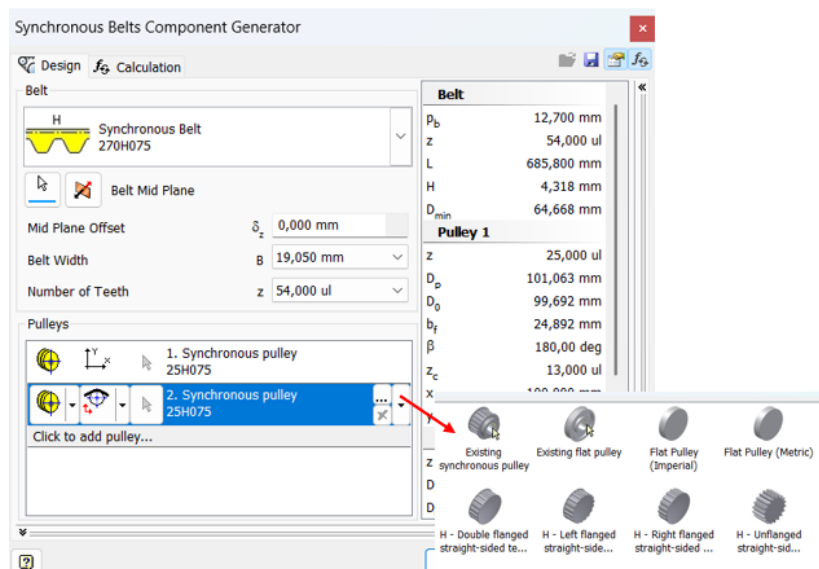 Synchronous Belts Component Generator
Design
Calculation
Belt
H
Synchronous Belt
270H075
Belt Mid Plane
Mid Plane Offset δz 0,000 mm
Belt Width B 19,050 mm
Number of Teeth z 54,000 ul
Pulleys
1. Synchronous pulley
25H075
2. Synchronous pulley
25H075
...
Click to add pulley...
Belt
pb 12,700 mm
z 54,000 ul
L 685,800 mm
H 4,318 mm
Dmin 64,668 mm
Pulley 1
z 25,000 ul
Dp 101,063 mm
D0 99,692 mm
bf 24,892 mm
β 180,00 deg
zc 13,000 ul
x
z
D
D
Existing
synchronous pulley
Existing flat pulley
Flat Pulley
(Imperial)
Flat Pulley (Metric)
H - Double flanged
straight-sided te...
H - Left flanged
straight-side...
H - Right flanged
straight-sided ...
H - Unflanged
straight-sid...